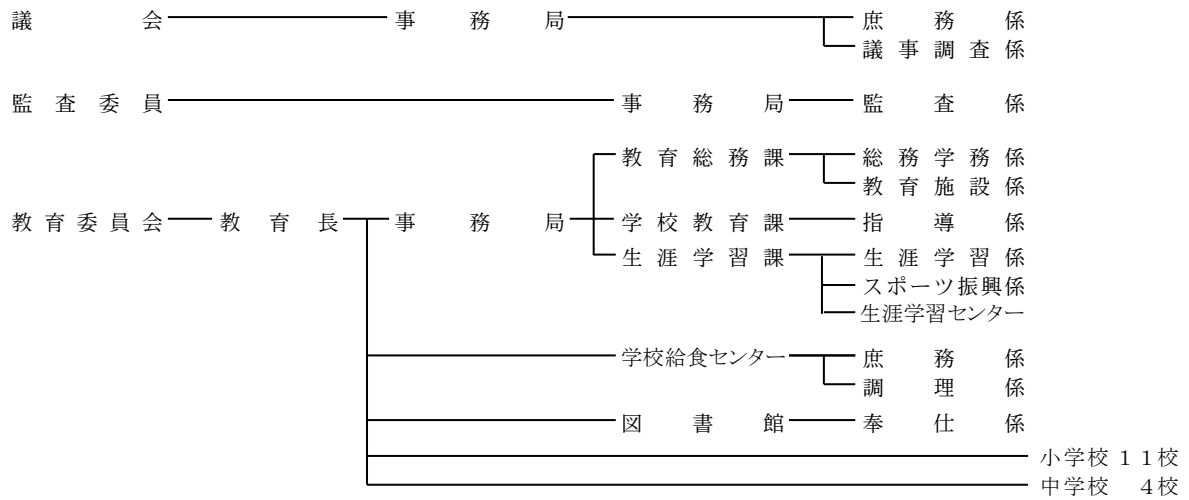 議会 事務局 庶務係
議事調査係
監査委員 事務局 監査係
教育総務課 総務学務係
教育施設係
教育委員会 教育長 事務局 学校教育課 指導係
生涯学習課 生涯学習係
スポーツ振興係
生涯学習センター
学校給食センター 庶務係
調理係
図書館 奉仕係
小学校 11校
中学校 4校